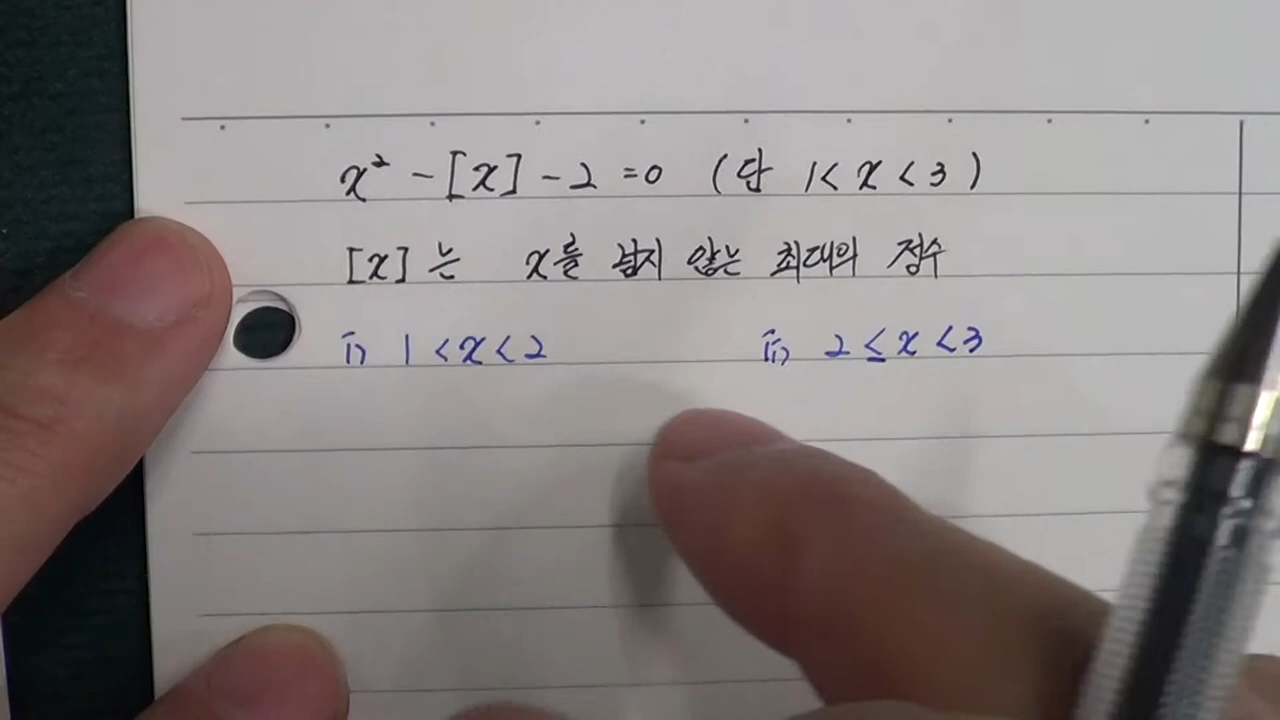 x² - [x] - 2 = 0 (단 1 < x < 3)
[x] 는 x를 넘지 않는 최대의 정수
i) 1 < x < 2 ii) 2 ≤ x < 3